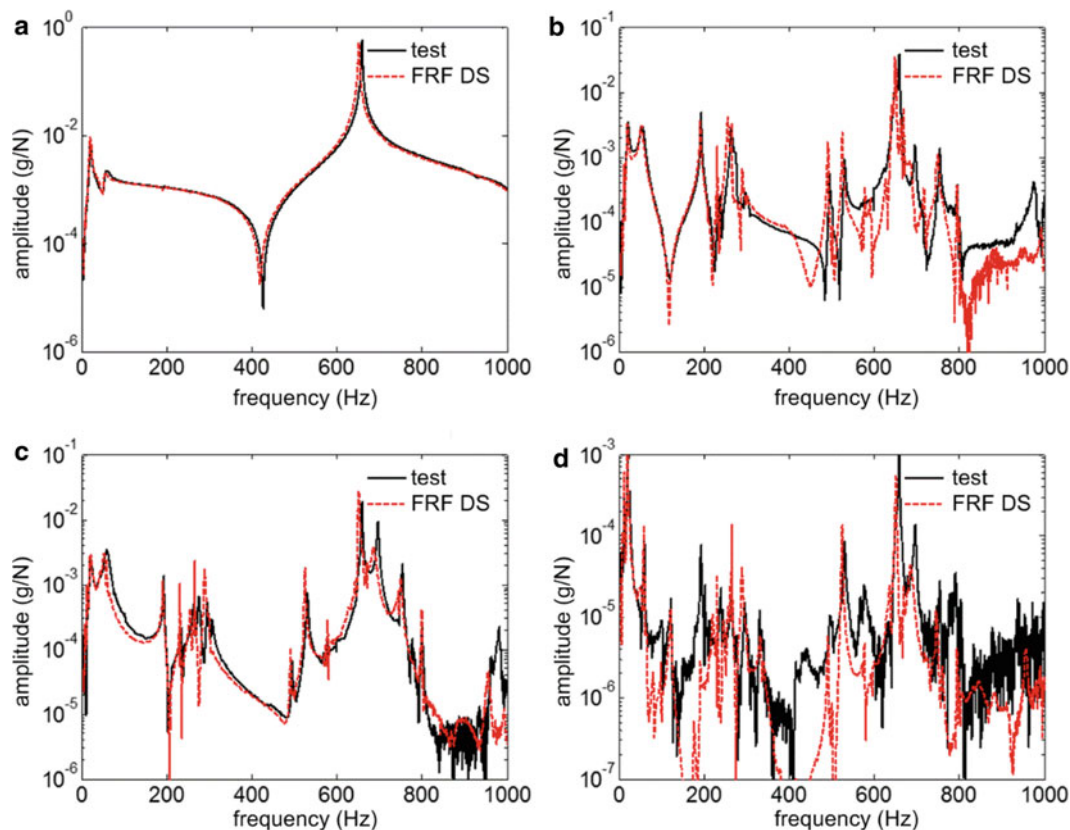 a
10^0
10^-2
10^-4
10^-6
amplitude (g/N)
test
FRF DS
0 200 400 600 800 1000
frequency (Hz)
b
10^-1
10^-2
10^-3
10^-4
10^-5
10^-6
amplitude (g/N)
test
FRF DS
0 200 400 600 800 1000
frequency (Hz)
c
10^-1
10^-2
10^-3
10^-4
10^-5
10^-6
amplitude (g/N)
test
FRF DS
0 200 400 600 800 1000
frequency (Hz)
d
10^-3
10^-4
10^-5
10^-6
10^-7
amplitude (g/N)
test
FRF DS
0 200 400 600 800 1000
frequency (Hz)